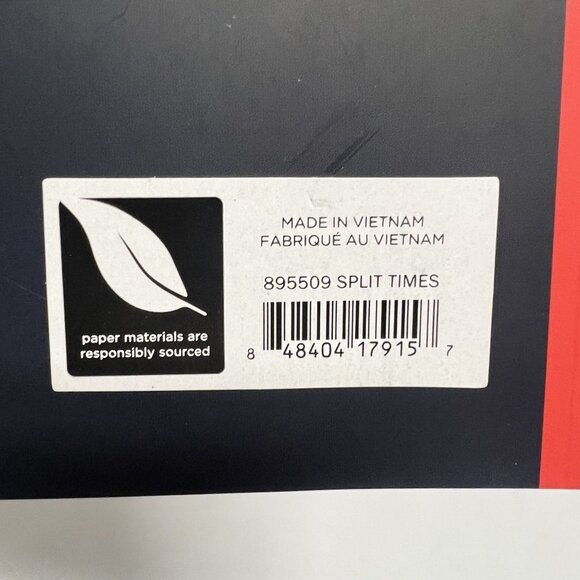 MADE IN VIETNAM
FABRIQUÉ AU VIETNAM
895509 SPLIT TIMES
8 48404 17915 7
paper materials are
responsibly sourced